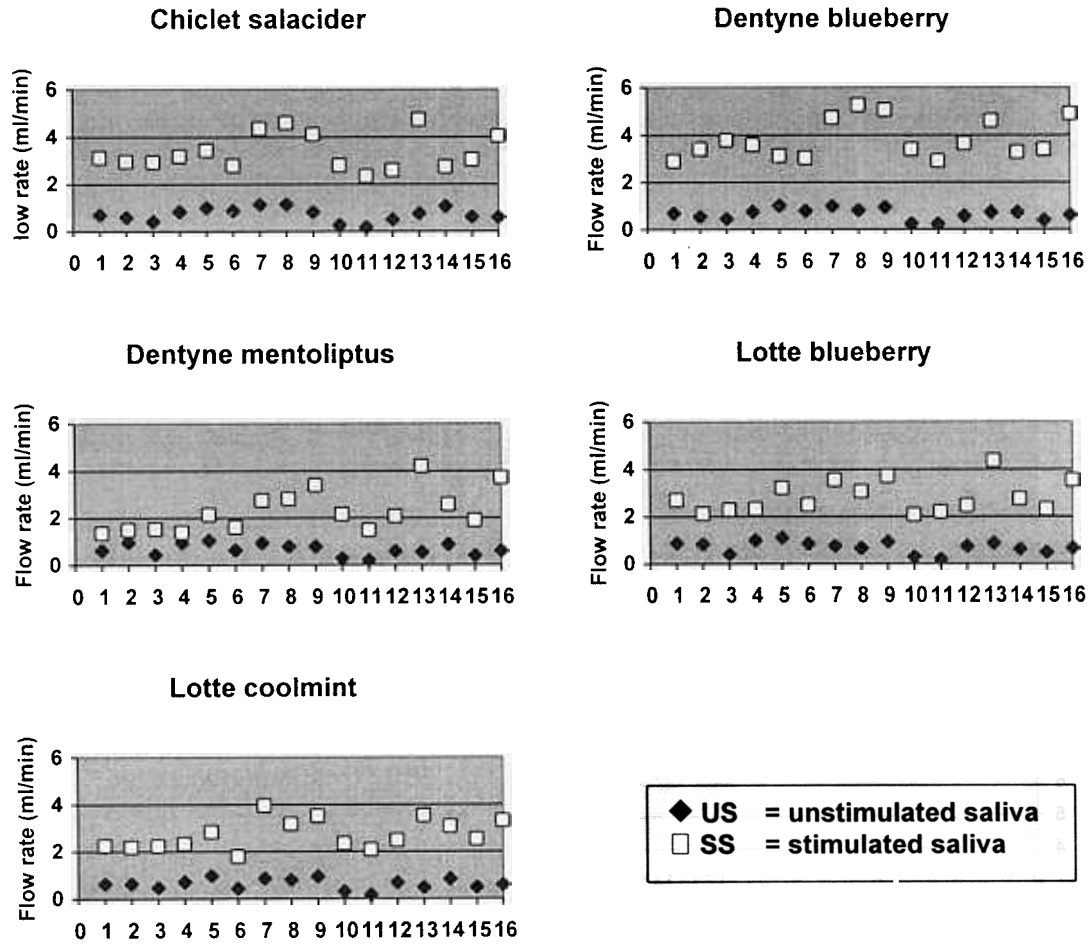 Chiclet salacider
low rate (ml/min)
6
4
2
0
0 1 2 3 4 5 6 7 8 9 10 11 12 13 14 15 16
Dentyne blueberry
Flow rate (ml/min)
6
4
2
0
0 1 2 3 4 5 6 7 8 9 10 11 12 13 14 15 16
Dentyne mentoliptus
Flow rate (ml/min)
6
4
2
0
0 1 2 3 4 5 6 7 8 9 10 11 12 13 14 15 16
Lotte blueberry
Flow rate (ml/min)
6
4
2
0
0 1 2 3 4 5 6 7 8 9 10 11 12 13 14 15 16
Lotte coolmint
Flow rate (ml/min)
6
4
2
0
0 1 2 3 4 5 6 7 8 9 10 11 12 13 14 15 16
US = unstimulated saliva
SS = stimulated saliva